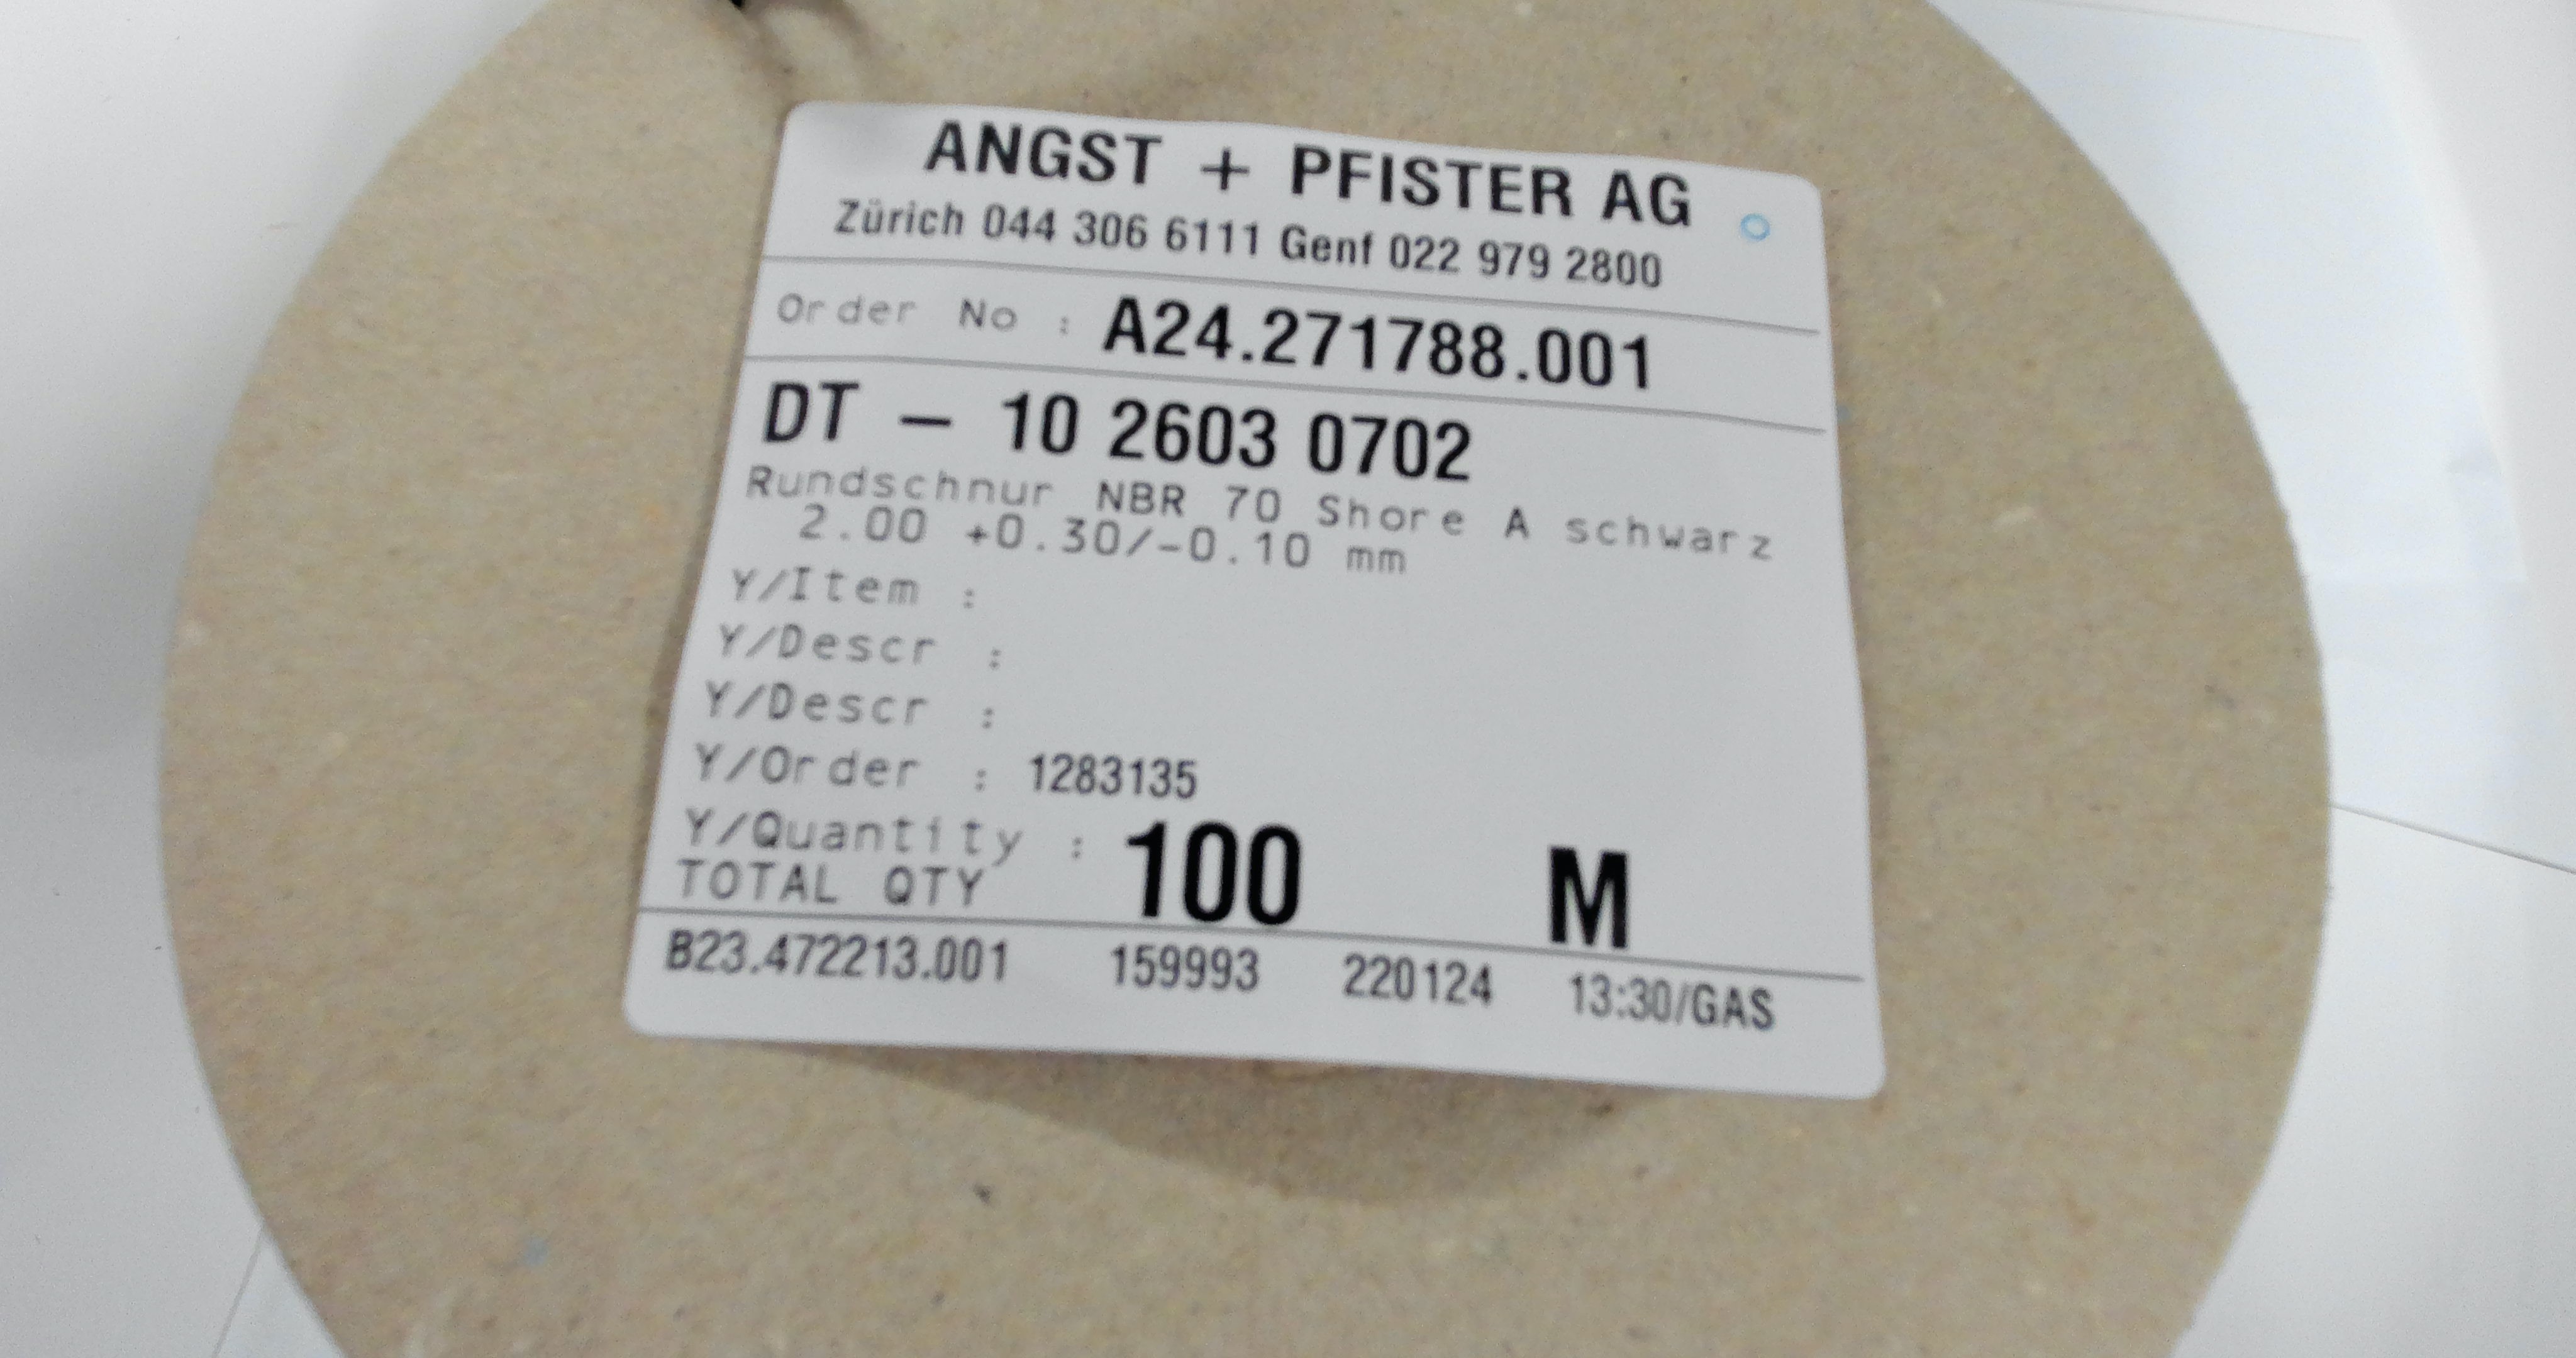 ANGST + PFISTER AG
Zürich 044 306 6111 Genf 022 979 2800
Order No : A24.271788.001
DT – 10 2603 0702
Rundschnur NBR 70 Shore A schwarz
2.00 +0.30/-0.10 mm
Y/Item :
Y/Descr :
Y/Descr :
Y/Order : 1283135
Y/Quantity : 100 M
TOTAL QTY
B23.472213.001 159993 220124 13:30/GAS